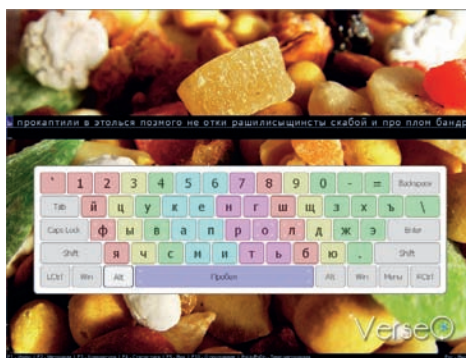 прокаптили в этолься позмого не отки рашилисыщинсты скабой и про плом бандр
` 1 2 3 4 5 6 7 8 9 0 - = Backspace
Tab й ц у к е н г ш щ з х ъ \
Caps Lock ф ы в а п р о л д ж э Enter
Shift я ч с м и т ь б ю . Shift
LCtrl Win Alt Пробел Alt Win Menu RCtrl
VerseQ